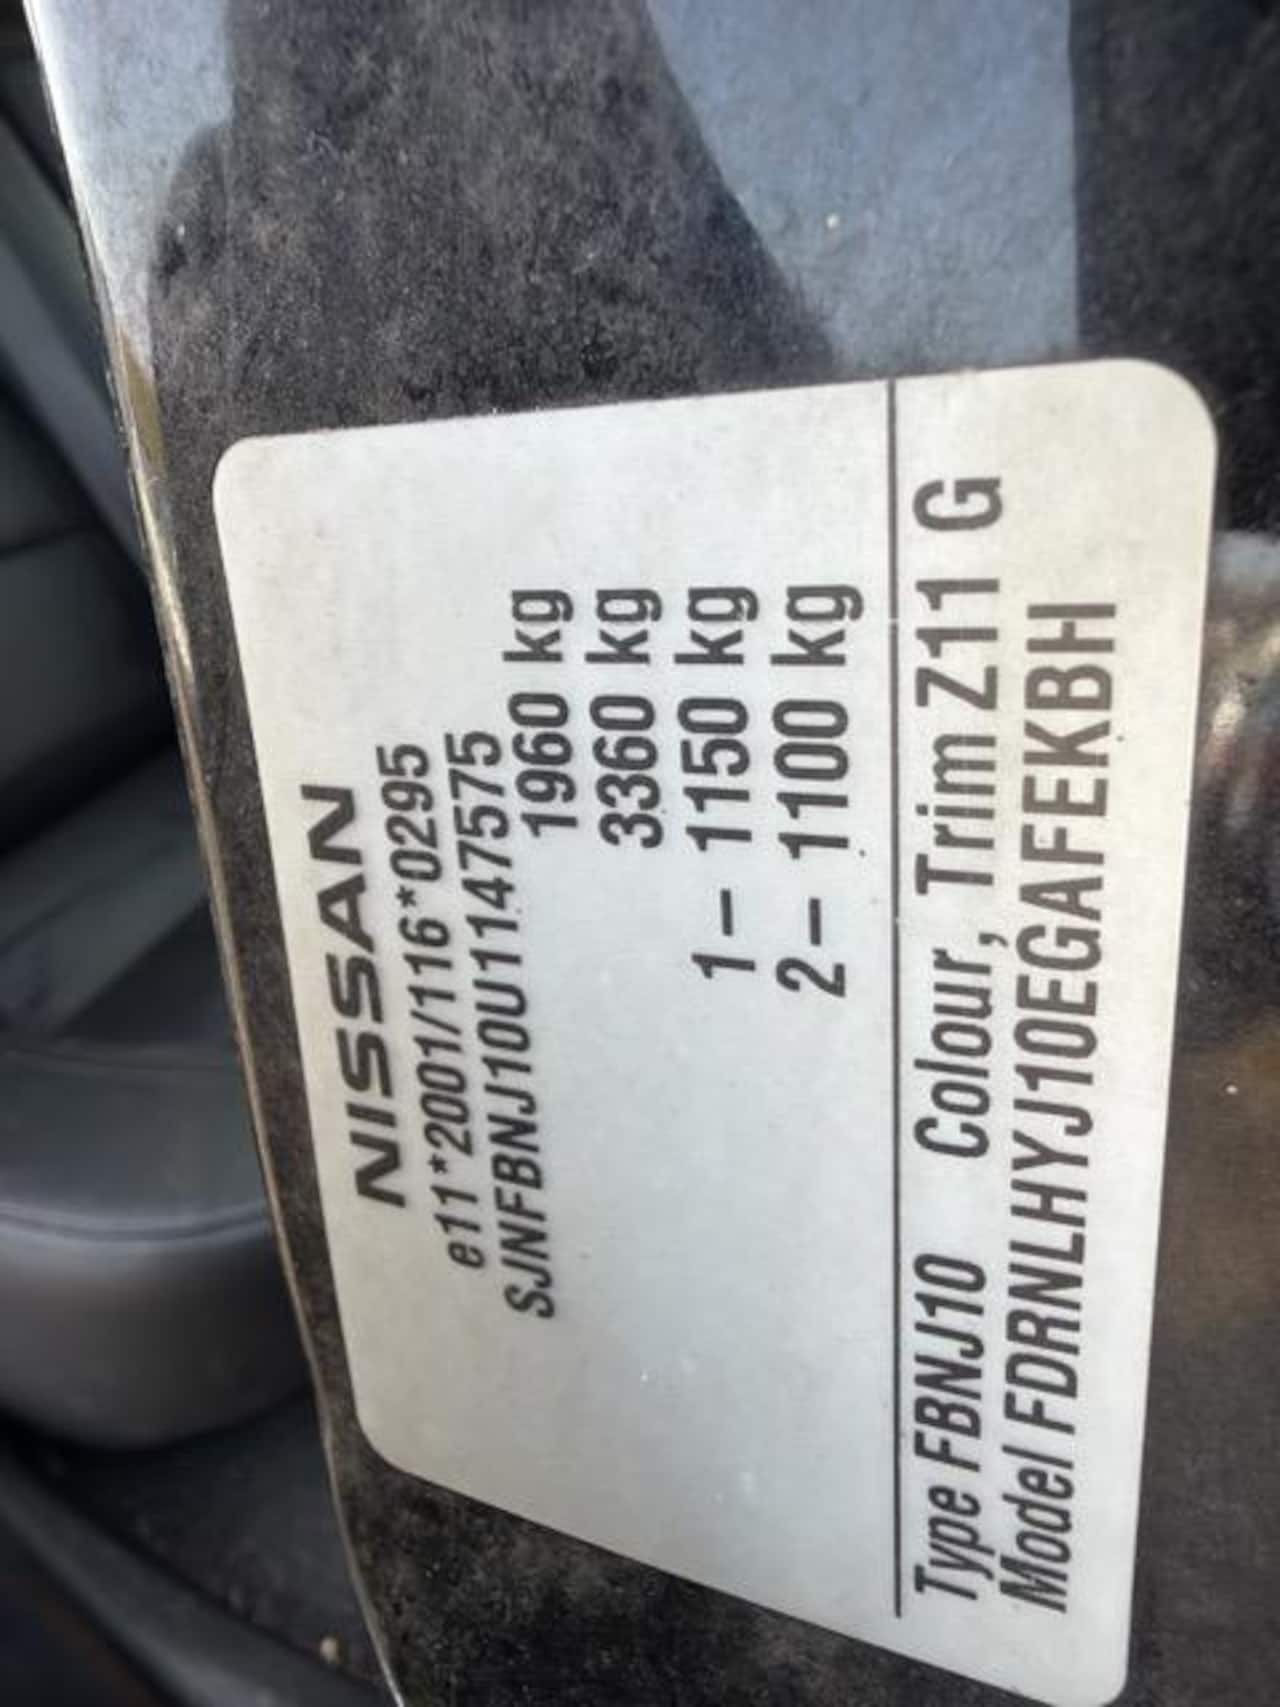 NISSAN
e11*2001/116*0295
SJNFBNJ10U1147575
1960 kg
3360 kg
1– 1150 kg
2– 1100 kg
Type FBNJ10 Colour, Trim Z11 G
Model FDRNLHYJ10EGAFEKBH